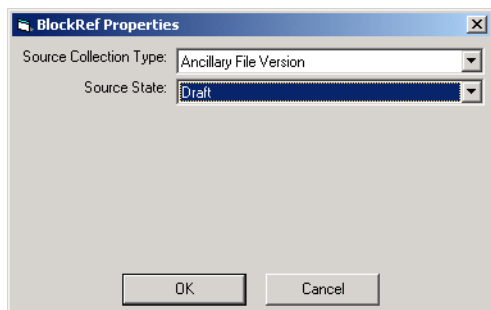 BlockRef Properties
Source Collection Type: Ancillary File Version
Source State: Draft
OK Cancel